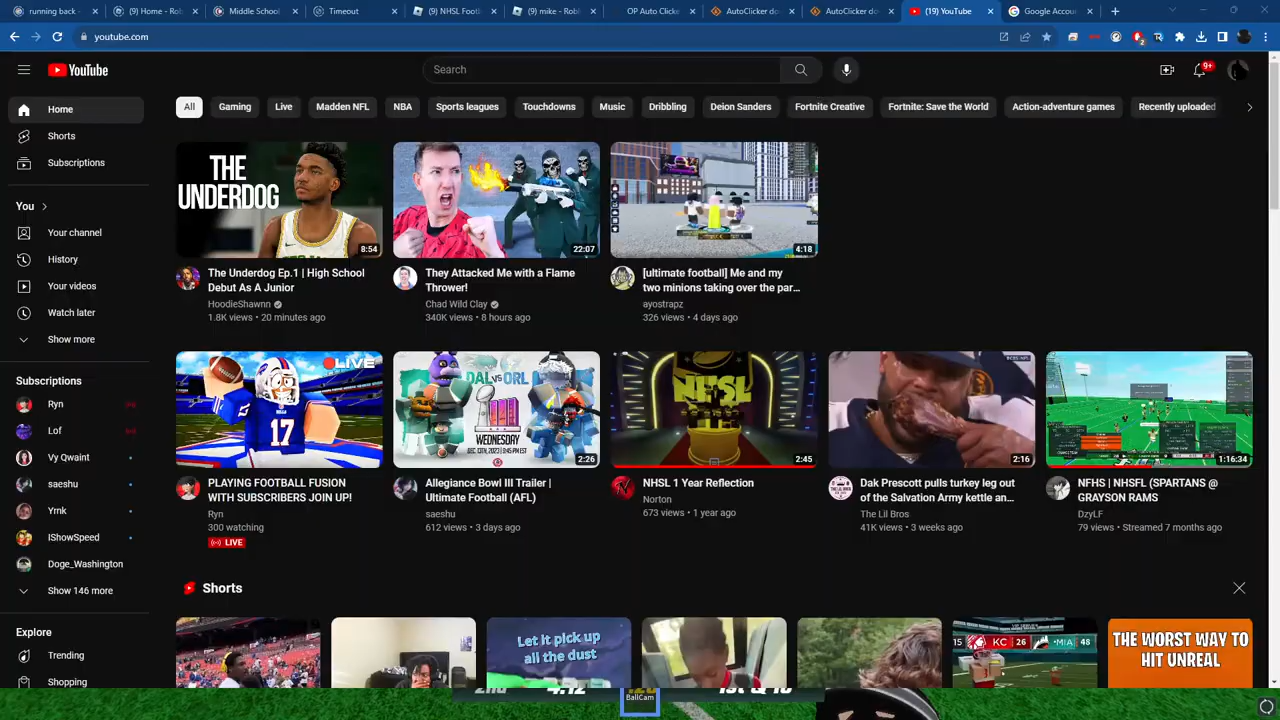 running back -
(9) Home - Rob
Middle School
Timeout
(9) NHSL Foot
(9) mike - Robl
OP Auto Clicke
AutoClicker do
AutoClicker do
(19) YouTube
Google Accou
youtube.com
2
YouTube
Search
9+
All
Gaming
Live
Madden NFL
NBA
Sports leagues
Touchdowns
Music
Dribbling
Deion Sanders
Fortnite Creative
Fortnite: Save the World
Action-adventure games
Recently uploaded
Home
Shorts
Subscriptions
You
Your channel
History
Your videos
Watch later
Show more
Subscriptions
Ryn
Lof
Vy Qwaint
saeshu
Yrnk
IShowSpeed
Doge_Washington
Show 146 more
Explore
Trending
Shopping
THE
UNDERDOG
8:54
The Underdog Ep.1 | High School
Debut As A Junior
HoodieShawnn
1.8K views • 20 minutes ago
22:07
They Attacked Me with a Flame
Thrower!
Chad Wild Clay
340K views • 8 hours ago
4:18
[ultimate football] Me and my
two minions taking over the par...
ayostrapz
326 views • 4 days ago
LIVE
17
PLAYING FOOTBALL FUSION
WITH SUBSCRIBERS JOIN UP!
Ryn
300 watching
LIVE
DAL vs ORL
WEDNESDAY
2:26
Allegiance Bowl III Trailer |
Ultimate Football (AFL)
saeshu
612 views • 3 days ago
NHSL
2:45
NHSL 1 Year Reflection
Norton
673 views • 1 year ago
2:16
Dak Prescott pulls turkey leg out
of the Salvation Army kettle an...
The Lil Bros
41K views • 3 weeks ago
1:16:34
NFHS | NHSFL (SPARTANS @
GRAYSON RAMS
DzyLF
79 views • Streamed 7 months ago
Shorts
Let it pick up
all the dust
15
KC 26
MIA 48
THE WORST WAY TO
HIT UNREAL
2nd
4:12
1st & 10
BallCam